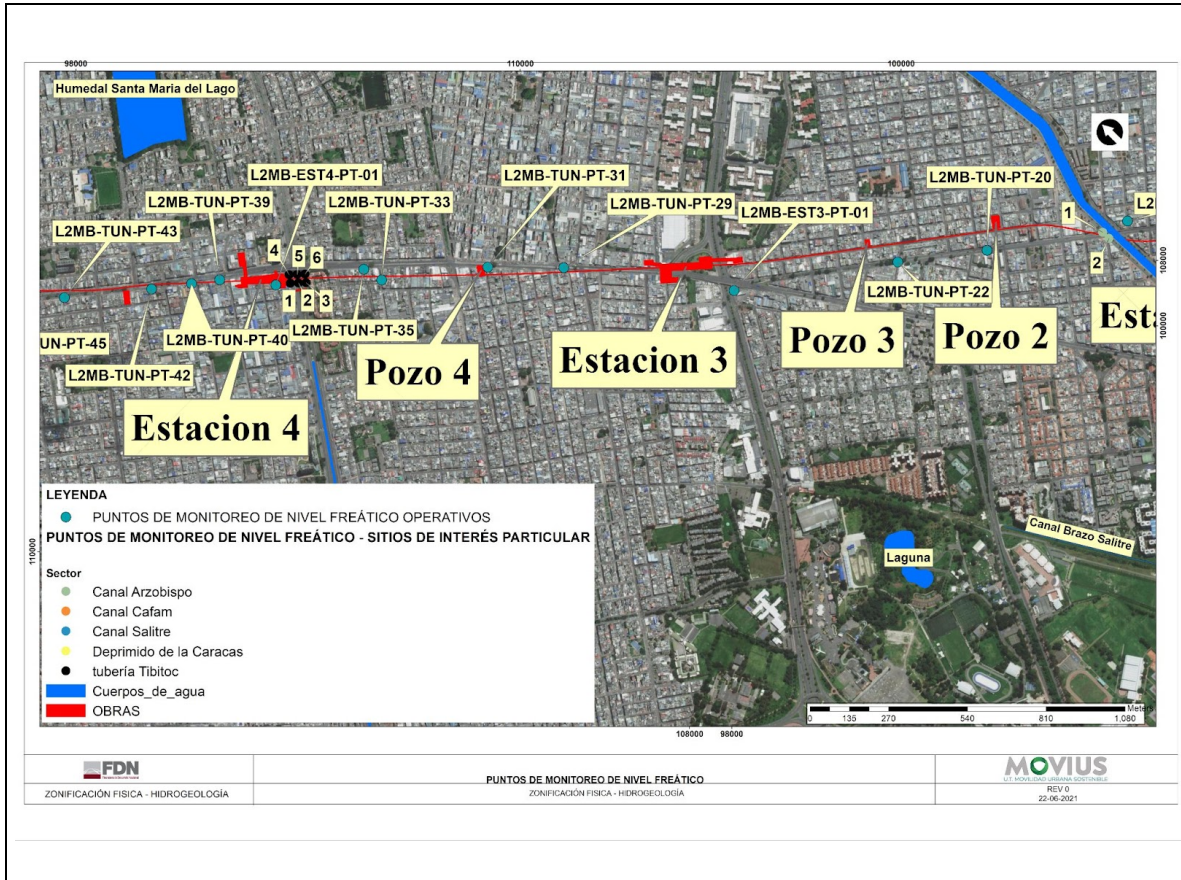 98000
110000
100000
Humedal Santa Maria del Lago
L2MB-EST4-PT-01
L2MB-TUN-PT-31
L2MB-TUN-PT-20
L2MB-TUN-PT-39
L2MB-TUN-PT-33
L2MB-TUN-PT-29
L2MB-EST3-PT-01
L2MB-TUN-PT-43
4
5
6
1
L2
1
2
3
2
108000
100000
UN-PT-45
L2MB-TUN-PT-40
L2MB-TUN-PT-35
L2MB-TUN-PT-22
L2MB-TUN-PT-42
Estacion 4
Pozo 4
Estacion 3
Pozo 3
Pozo 2
Esta
LEYENDA
PUNTOS DE MONITOREO DE NIVEL FREÁTICO OPERATIVOS
PUNTOS DE MONITOREO DE NIVEL FREÁTICO - SITIOS DE INTERÉS PARTICULAR
Sector
Canal Arzobispo
Canal Cafam
Canal Salitre
Deprimido de la Caracas
tubería Tibitoc
Cuerpos_de_agua
OBRAS
110000
Laguna
Canal Brazo Salitre
Meters
0 135 270 540 810 1,080
108000 98000
FDN
ZONIFICACIÓN FISICA - HIDROGEOLOGÍA
PUNTOS DE MONITOREO DE NIVEL FREÁTICO
ZONIFICACIÓN FISICA - HIDROGEOLOGÍA
MOVIUS
U.T. MOVILIDAD URBANA SOSTENIBLE
REV 0
22-06-2021